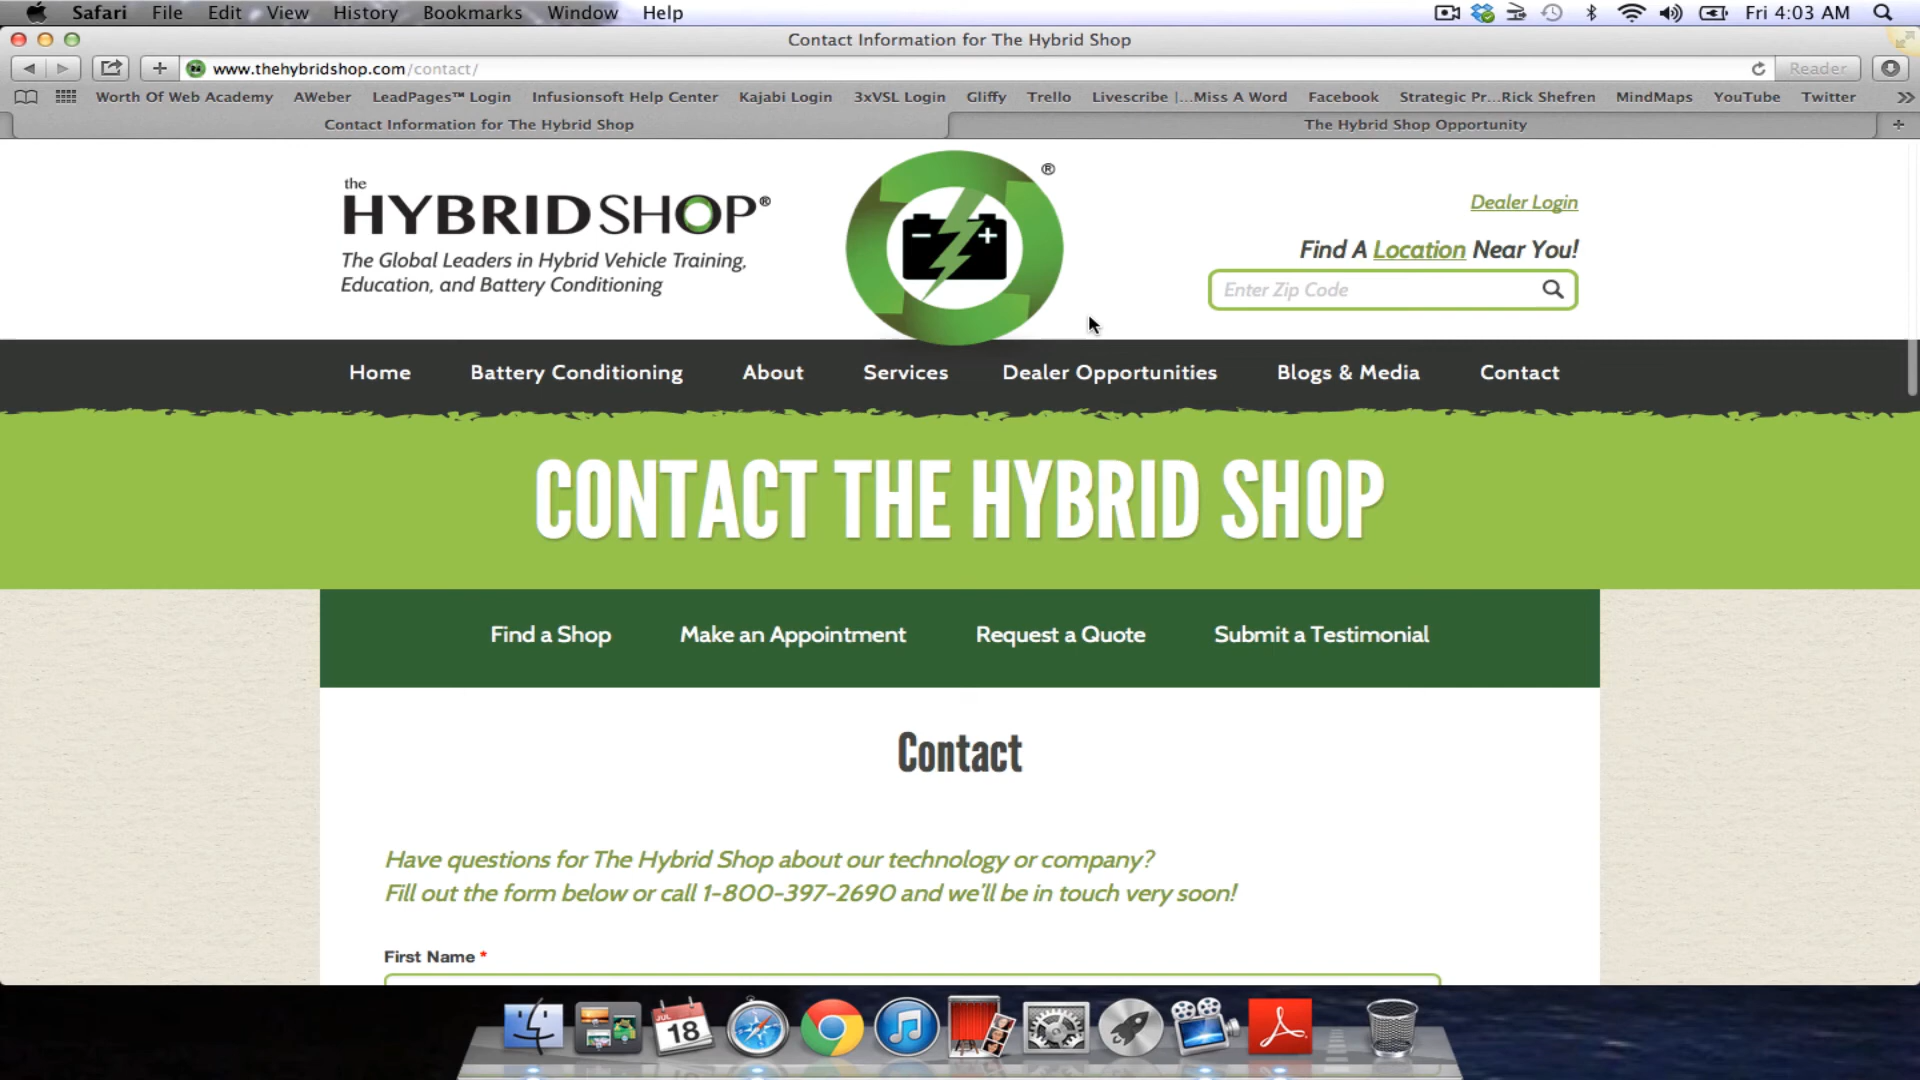 Safari File Edit View History Bookmarks Window Help Fri 4:03 AM
Contact Information for The Hybrid Shop
www.thehybridshop.com/contact/ Reader
Worth Of Web Academy AWeber LeadPages™ Login Infusionsoft Help Center Kajabi Login 3xVSL Login Gliffy Trello Livescribe |...Miss A Word Facebook Strategic Pr...Rick Shefren MindMaps YouTube Twitter
Contact Information for The Hybrid Shop The Hybrid Shop Opportunity
the
HYBRIDSHOP®
The Global Leaders in Hybrid Vehicle Training,
Education, and Battery Conditioning
®
Dealer Login
Find A Location Near You!
Enter Zip Code
Home Battery Conditioning About Services Dealer Opportunities Blogs & Media Contact
CONTACT THE HYBRID SHOP
Find a Shop Make an Appointment Request a Quote Submit a Testimonial
Contact
Have questions for The Hybrid Shop about our technology or company?
Fill out the form below or call 1-800-397-2690 and we'll be in touch very soon!
First Name *
JUL
18